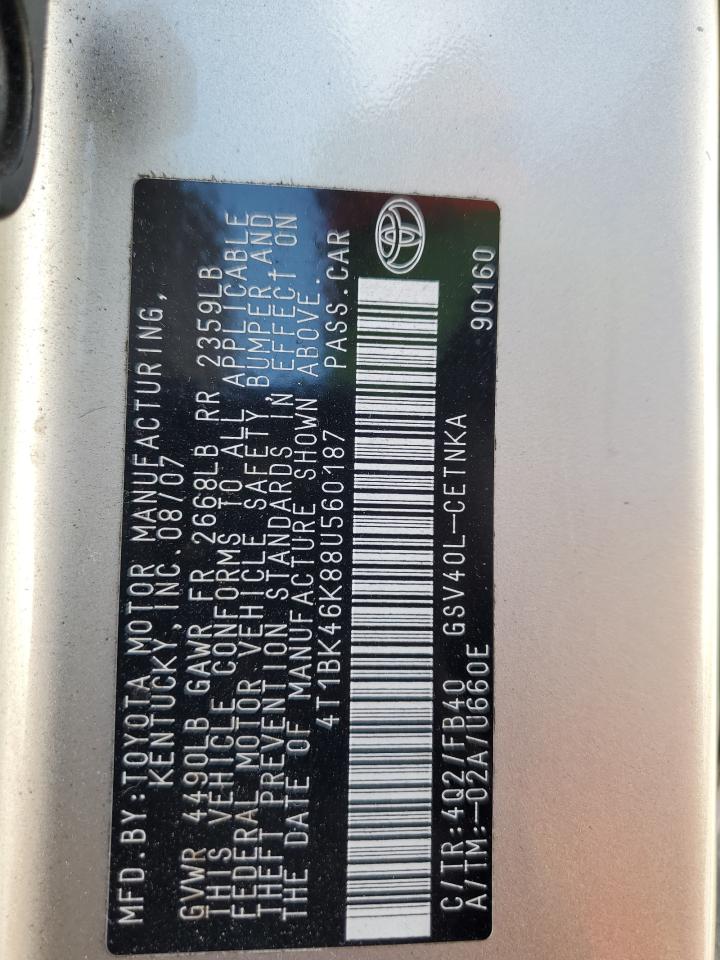 MFD.BY:TOYOTA MOTOR MANUFACTURING,
KENTUCKY,INC.08/07
GVWR 4490LB GAWR FR 2668LB RR 2359LB
THIS VEHICLE CONFORMS TO ALL APPLICABLE
FEDERAL MOTOR VEHICLE SAFETY BUMPER,AND
THEFT PREVENTION STANDARDS IN EFFECT ON
THE DATE OF MANUFACTURE SHOWN ABOVE.
4T1BK46K88U560187 PASS.CAR
C/TR:4Q2/FB40 GSV40L-CETNKA
A/TM:-02A/U660E 90160